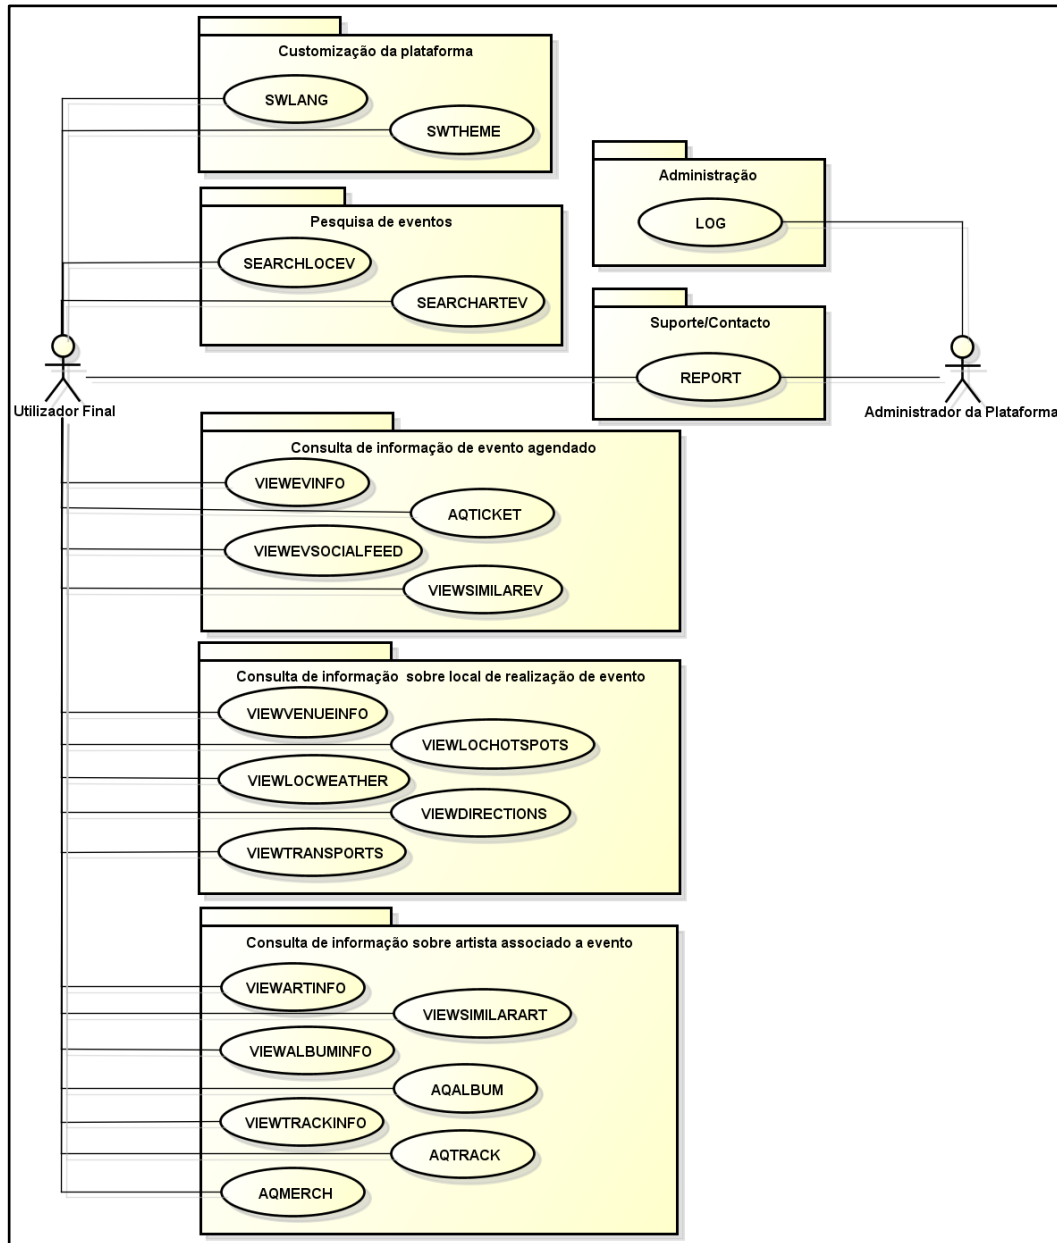 Customização da plataforma
SWLANG
SWTHEME
Administração
LOG
Pesquisa de eventos
SEARCHLOCEV
SEARCHARTEV
Suporte/Contacto
REPORT
Utilizador Final
Administrador da Plataforma
Consulta de informação de evento agendado
VIEWEVINFO
AQTICKET
VIEWEVSOCIALFEED
VIEWSIMILAREV
Consulta de informação sobre local de realização de evento
VIEWVENUEINFO
VIEWLOCHOTSPOTS
VIEWLOCWEATHER
VIEWDIRECTIONS
VIEWTRANSPORTS
Consulta de informação sobre artista associado a evento
VIEWARTINFO
VIEWSIMILARART
VIEWALBUMINFO
AQALBUM
VIEWTRACKINFO
AQTRACK
AQMERCH